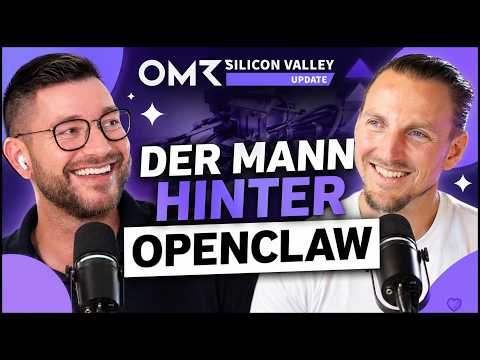 OMR SILICON VALLEY
UPDATE
DER MANN
HINTER
OPENCLAW